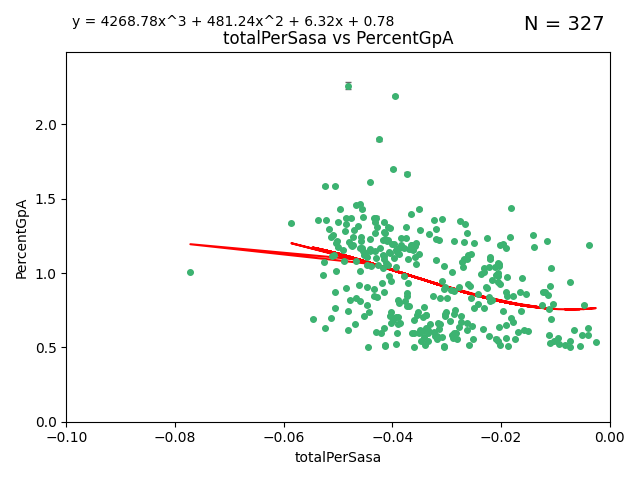 y = 4268.78x^3 + 481.24x^2 + 6.32x + 0.78
N = 327
totalPerSasa vs PercentGpA
PercentGpA
2.0
1.5
1.0
0.5
0.0
−0.10 −0.08 −0.06 −0.04 −0.02 0.00
totalPerSasa